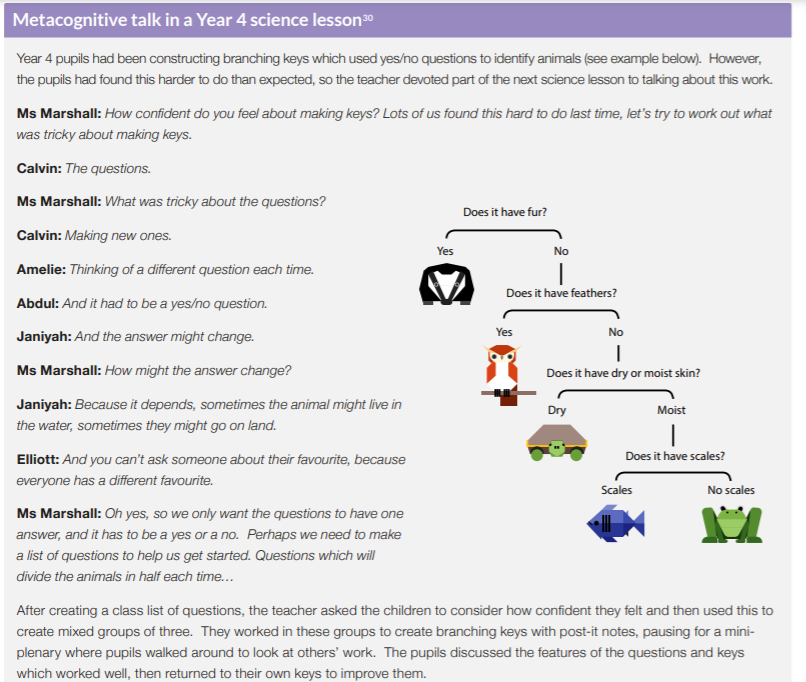 Metacognitive talk in a Year 4 science lesson30
Year 4 pupils had been constructing branching keys which used yes/no questions to identify animals (see example below). However,
the pupils had found this harder to do than expected, so the teacher devoted part of the next science lesson to talking about this work.
Ms Marshall: How confident do you feel about making keys? Lots of us found this hard to do last time, let's try to work out what
was tricky about making keys.
Calvin: The questions.
Ms Marshall: What was tricky about the questions?
Calvin: Making new ones.
Amelie: Thinking of a different question each time.
Abdul: And it had to be a yes/no question.
Janiyah: And the answer might change.
Ms Marshall: How might the answer change?
Janiyah: Because it depends, sometimes the animal might live in
the water, sometimes they might go on land.
Elliott: And you can't ask someone about their favourite, because
everyone has a different favourite.
Ms Marshall: Oh yes, so we only want the questions to have one
answer, and it has to be a yes or a no. Perhaps we need to make
a list of questions to help us get started. Questions which will
divide the animals in half each time…
Does it have fur?
Yes No
Does it have feathers?
Yes No
Does it have dry or moist skin?
Dry Moist
Does it have scales?
Scales No scales
After creating a class list of questions, the teacher asked the children to consider how confident they felt and then used this to
create mixed groups of three. They worked in these groups to create branching keys with post-it notes, pausing for a mini-
plenary where pupils walked around to look at others' work. The pupils discussed the features of the questions and keys
which worked well, then returned to their own keys to improve them.